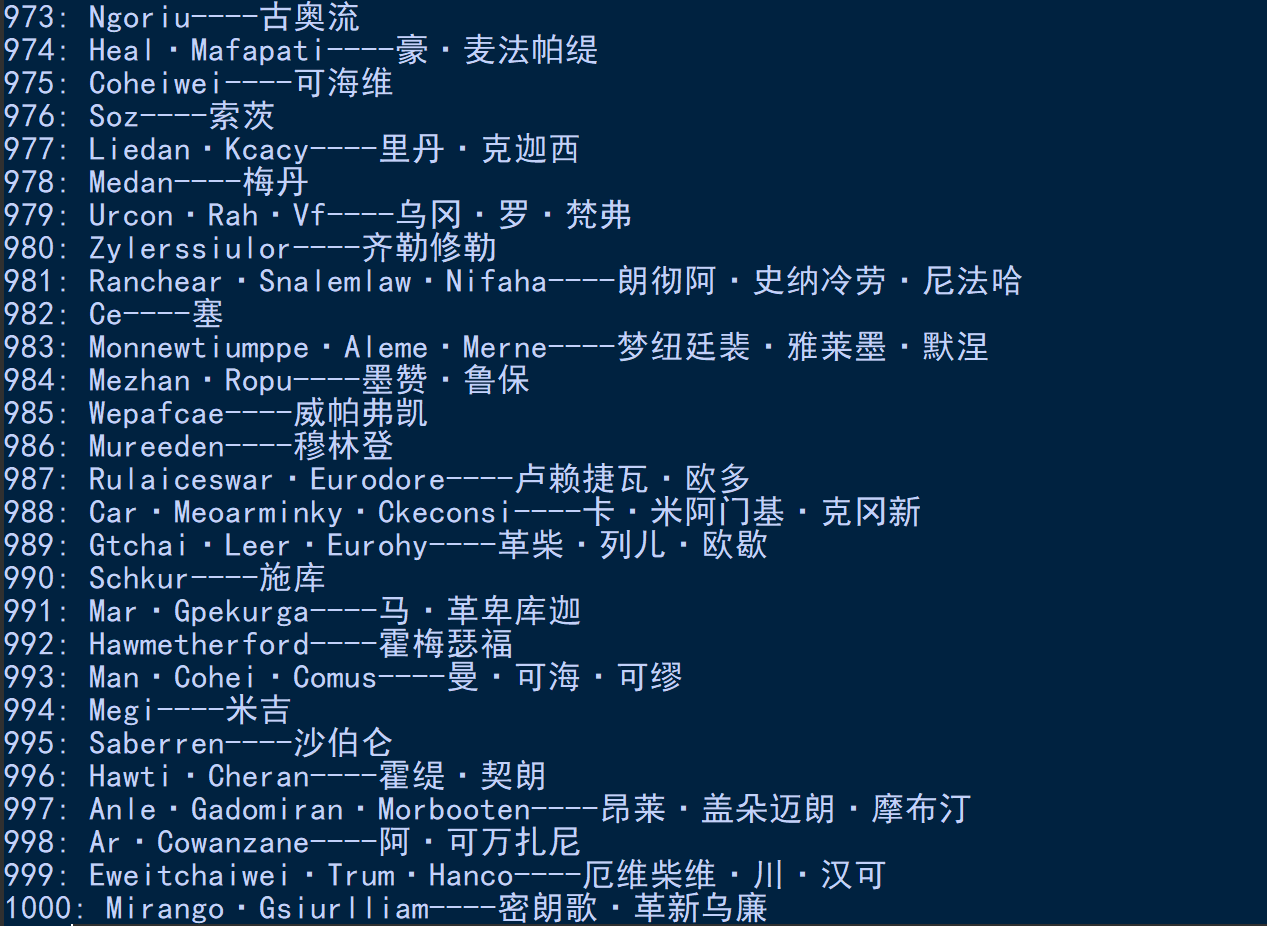 973: Ngoriu----古奥流
974: Heal·Mafapati----豪·麦法帕缇
975: Coheiwei----可海维
976: Soz----索茨
977: Liedan·Kcacy----里丹·克迦西
978: Medan----梅丹
979: Urcon·Rah·Vf----乌冈·罗·梵弗
980: Zylerssiulor----齐勒修勒
981: Ranchear·Snalemlaw·Nifaha----朗彻阿·史纳冷劳·尼法哈
982: Ce----塞
983: Monnewtiumppe·Aleme·Merne----梦纽廷裴·雅莱墨·默涅
984: Mezhan·Ropu----墨赞·鲁保
985: Wepafcae----威帕弗凯
986: Mureeden----穆林登
987: Rulaiceswar·Eurodore----卢赖捷瓦·欧多
988: Car·Meoarminky·Ckeconsi----卡·米阿门基·克冈新
989: Gtchai·Leer·Eurohy----革柴·列儿·欧歇
990: Schkur----施库
991: Mar·Gpekurga----马·革卑库迦
992: Hawmetherford----霍梅瑟福
993: Man·Cohei·Comus----曼·可海·可缪
994: Megi----米吉
995: Saberren----沙伯仑
996: Hawti·Cheran----霍缇·契朗
997: Anle·Gadomiran·Morbooten----昂莱·盖朵迈朗·摩布汀
998: Ar·Cowanzane----阿·可万扎尼
999: Eweitchaiwei·Trum·Hanco----厄维柴维·川·汉可
1000: Mirango·Gsiurlliam----密朗歌·革新乌廉